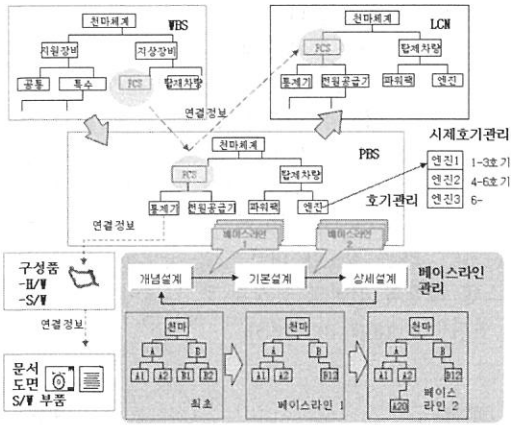 WBS
천마체계
지원장비 지상장비
공통 특수 FCS 탑재차량
LCN
천마체계
FCS 탑재차량
통제기 전원공급기 파워팩 엔진
연결정보
PBS
천마체계
FCS 탑재차량
통제기 전원공급기 파워팩 엔진
호기관리
시제호기관리
엔진1 1-3호기
엔진2 4-6호기
엔진3 6-
연결정보
구성품
-H/W
-S/W
연결정보
문서
도면
S/W 부품
베이스라인
1
베이스라인
2
개념설계 기본설계 상세설계
베이스라인
관리
천마
A B
A1 A2 B1 B2
최초
천마
A B
A1 A2 B12
베이스라인 1
천마
A B
A1 A2 B12
A20
베이스
라인 2